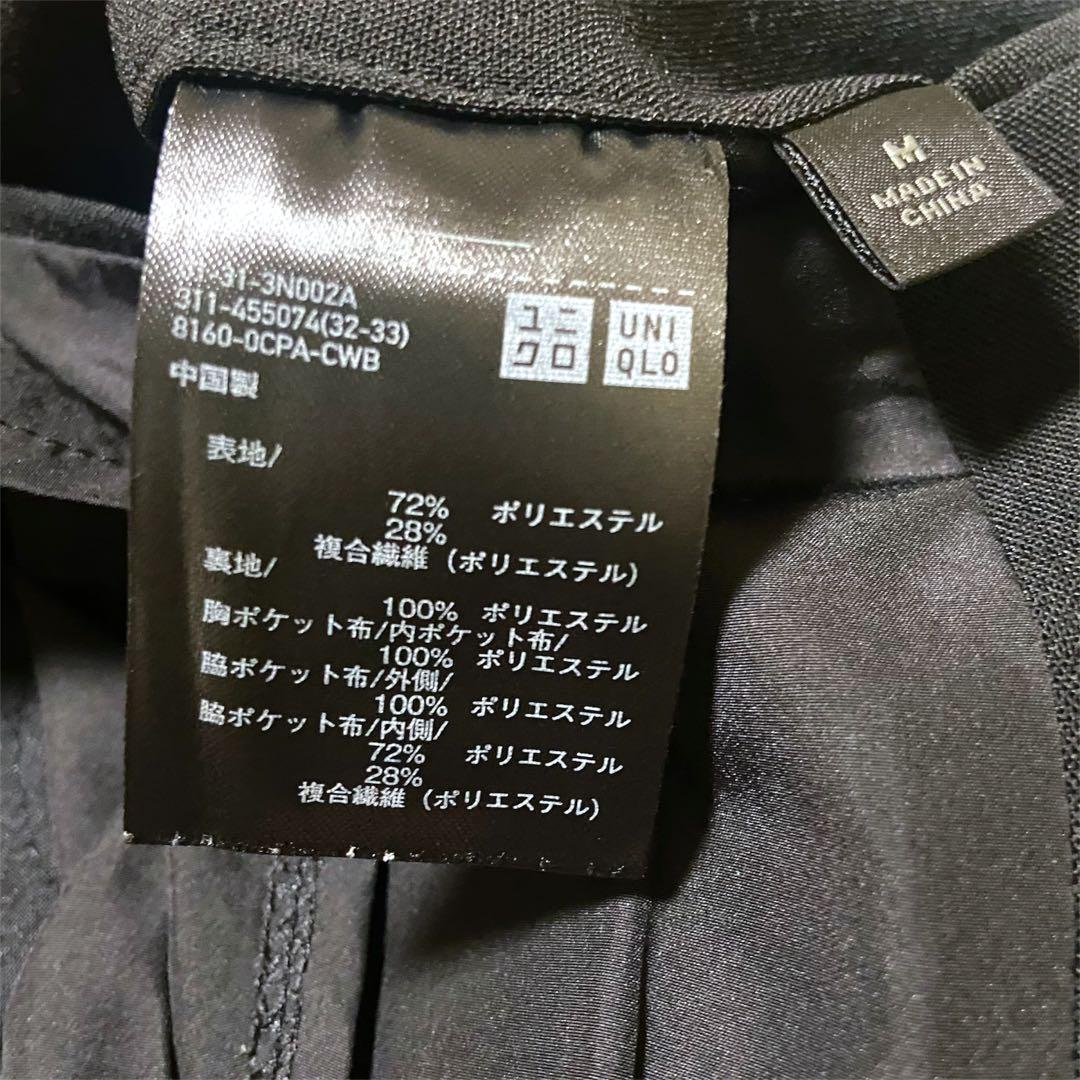 M
MADE IN
CHINA
31-3N002A
311-455074(32-33)
8160-0CPA-CWB
中国製
ユニ
クロ
UNI
QLO
表地/
72% ポリエステル
28%
複合繊維 (ポリエステル)
裏地/
100% ポリエステル
胸ポケット布/内ポケット布/
100% ポリエステル
脇ポケット布/外側/
100% ポリエステル
脇ポケット布/内側/
72% ポリエステル
28%
複合繊維 (ポリエステル)